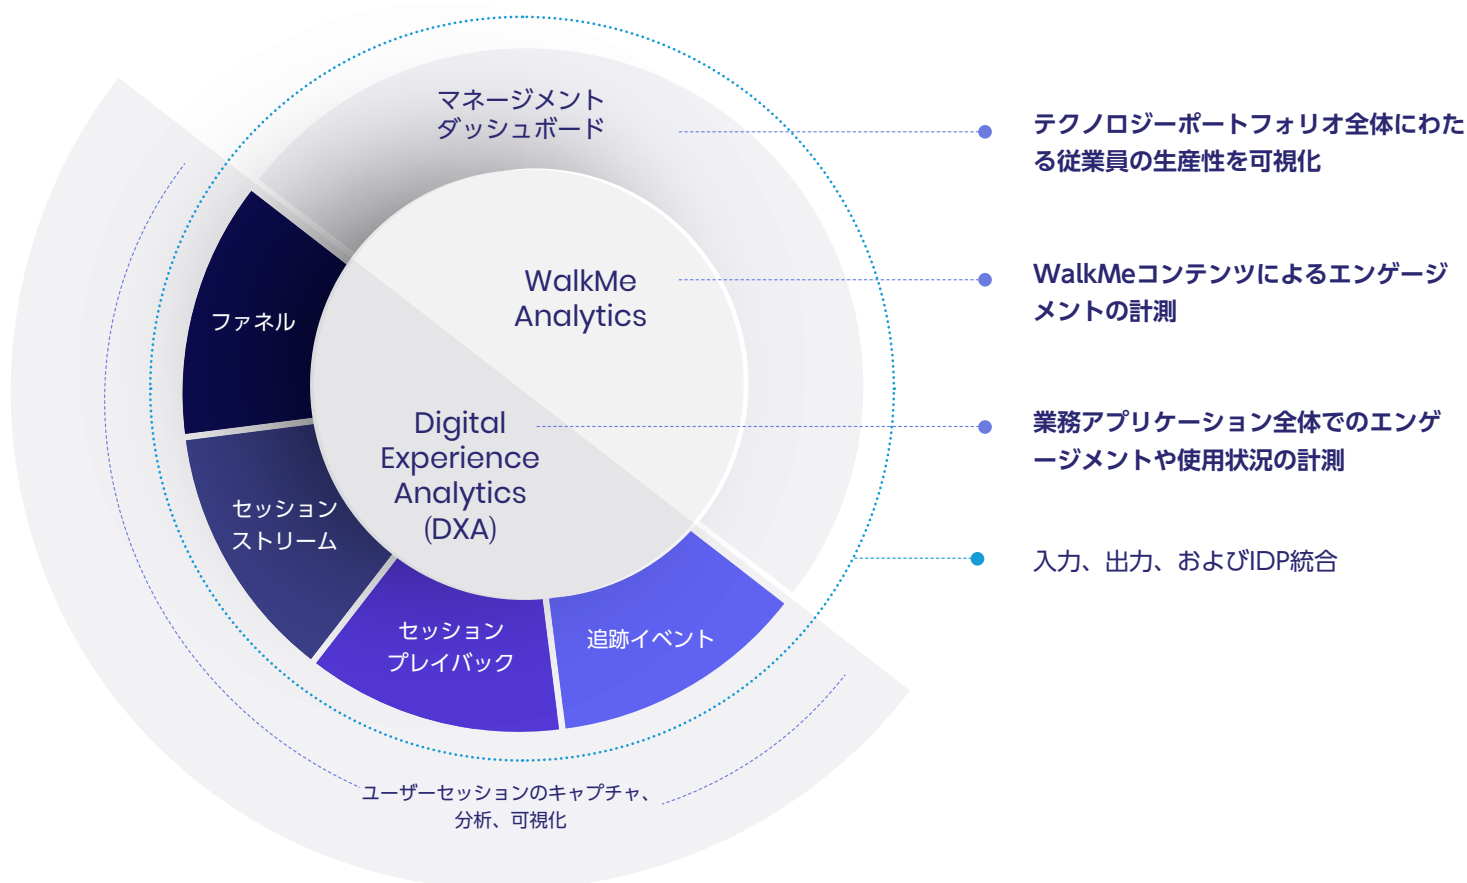 マネージメント
ダッシュボード
テクノロジーポートフォリオ全体にわた
る従業員の生産性を可視化
WalkMe
Analytics
WalkMeコンテンツによるエンゲージ
メントの計測
ファネル
Digital
Experience
Analytics
(DXA)
業務アプリケーション全体でのエンゲ
ージメントや使用状況の計測
セッション
ストリーム
入力、出力、およびIDP統合
セッション
プレイバック
追跡イベント
ユーザーセッションのキャプチャ、
分析、可視化